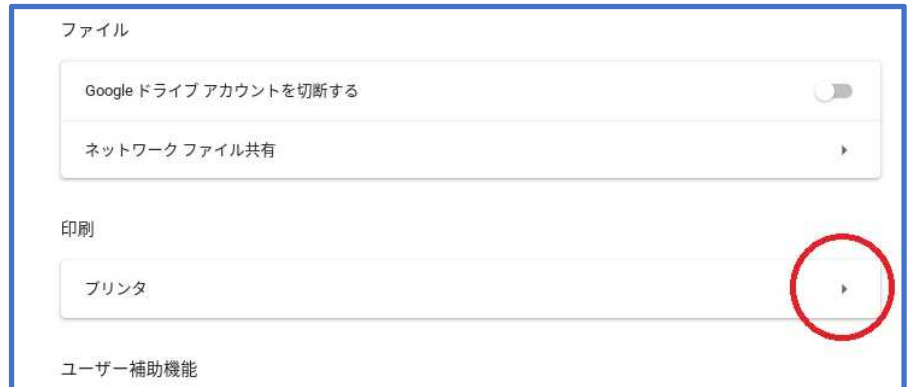 ファイル
Google ドライブ アカウントを切断する
ネットワーク ファイル共有
印刷
プリンタ
ユーザー補助機能